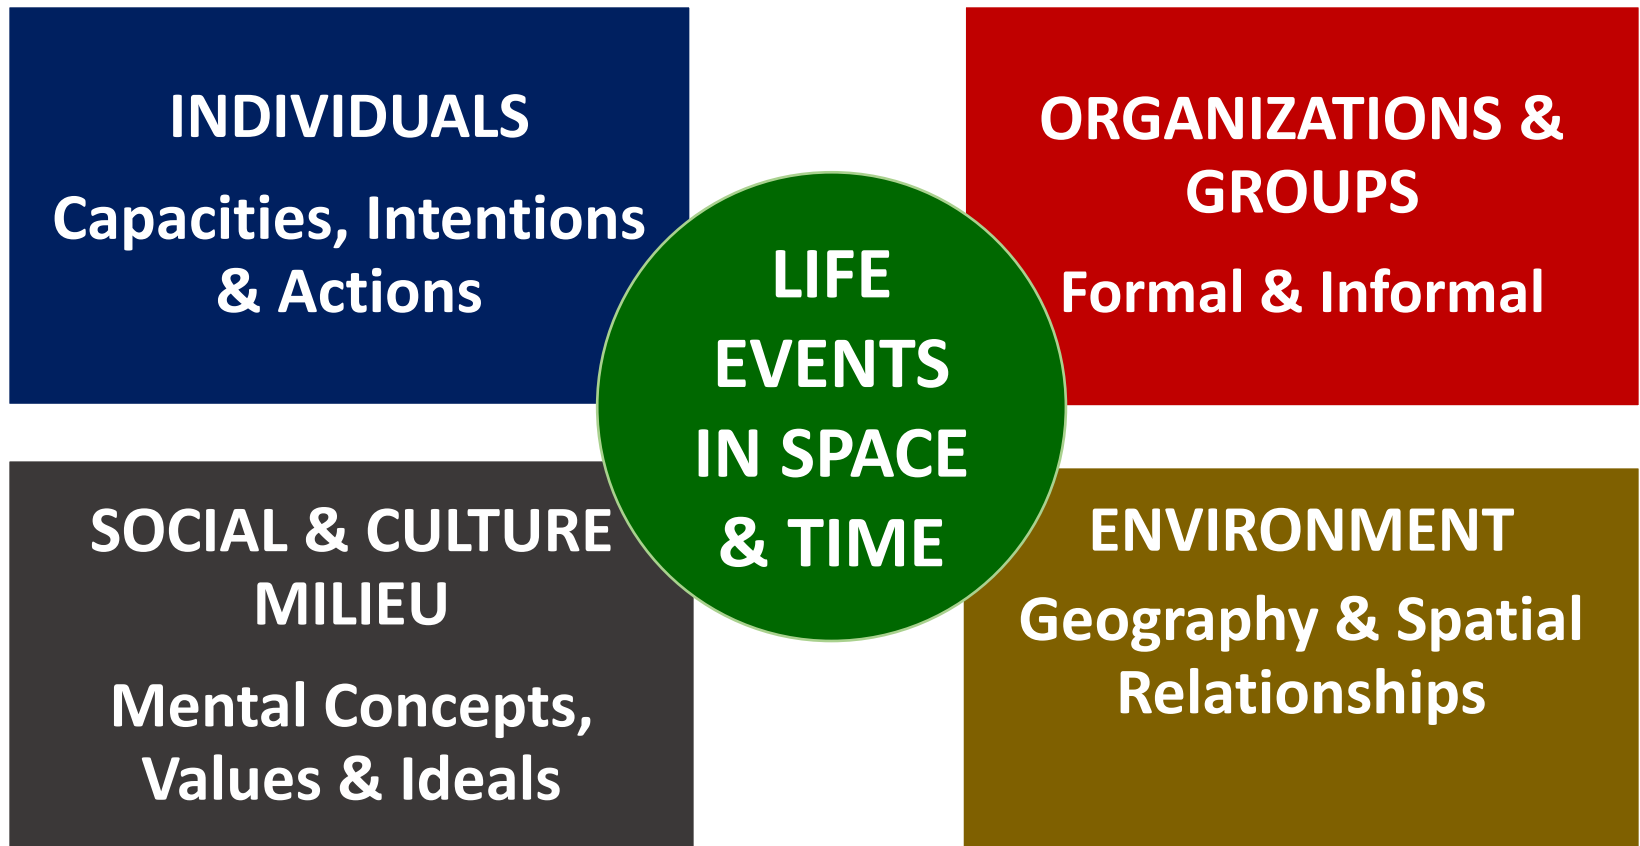 INDIVIDUALS
Capacities, Intentions
& Actions
ORGANIZATIONS &
GROUPS
Formal & Informal
LIFE
EVENTS
IN SPACE
& TIME
SOCIAL & CULTURE
MILIEU
Mental Concepts,
Values & Ideals
ENVIRONMENT
Geography & Spatial
Relationships